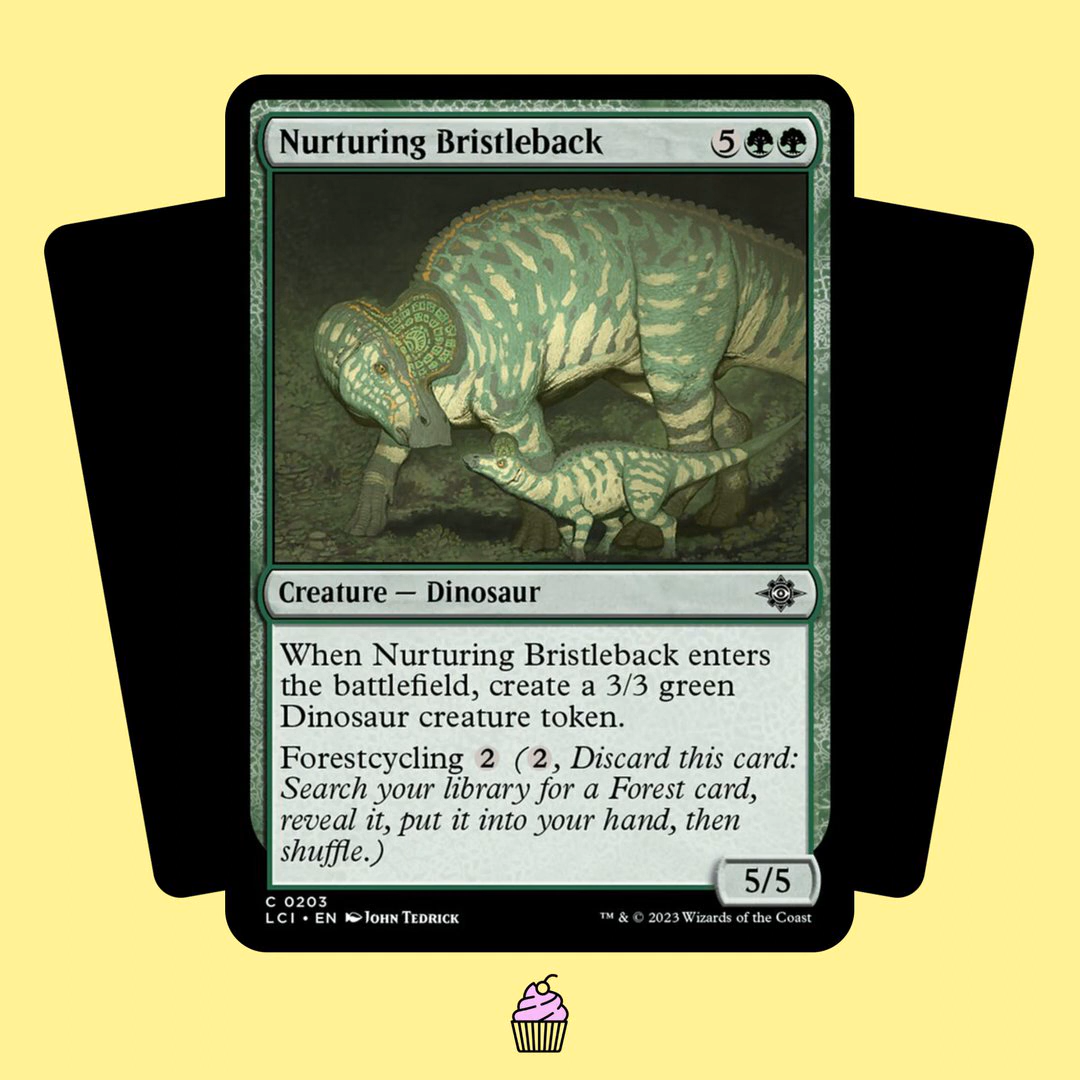 Nurturing Bristleback 5
Creature — Dinosaur
When Nurturing Bristleback enters
the battlefield, create a 3/3 green
Dinosaur creature token.
Forestcycling 2 (2, Discard this card:
Search your library for a Forest card,
reveal it, put it into your hand, then
shuffle.)
5/5
C 0203
LCI • EN John Tedrick
™ & © 2023 Wizards of the Coast